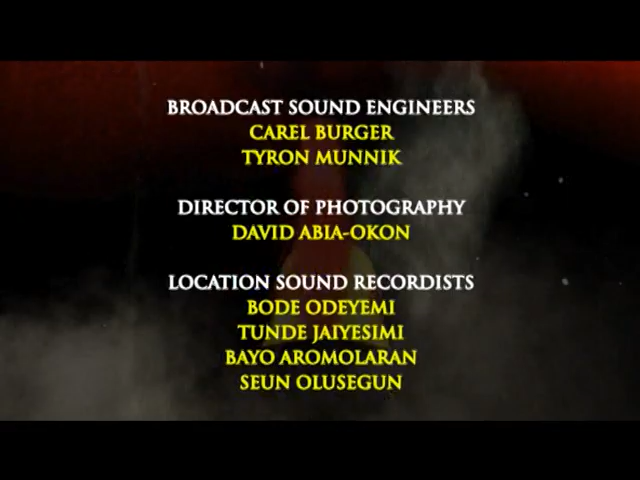 BROADCAST SOUND ENGINEERS
CAREL BURGER
TYRON MUNNIK
DIRECTOR OF PHOTOGRAPHY
DAVID ABIA-OKON
LOCATION SOUND RECORDISTS
BODE ODEYEMI
TUNDE JAIYESIMI
BAYO AROMOLARAN
SEUN OLUSEGUN